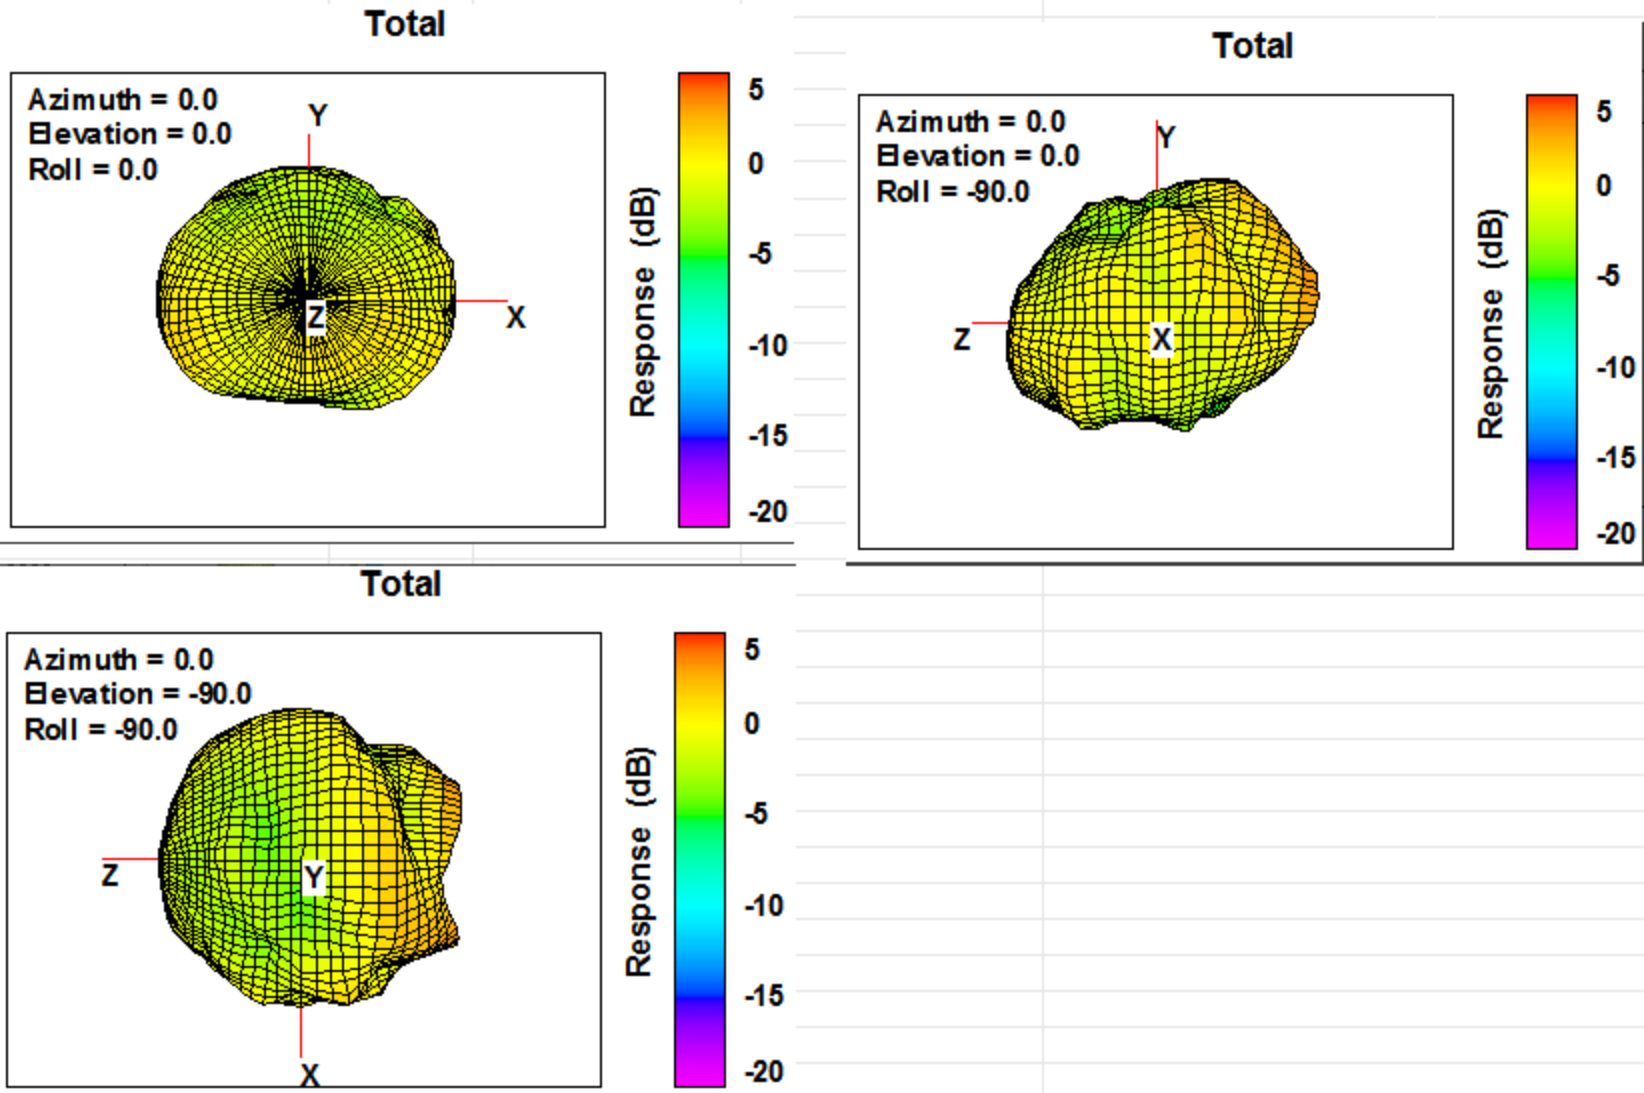 Total
Azimuth = 0.0
Elevation = 0.0
Roll = 0.0
Y
X
Z
Response (dB)
5
0
-5
-10
-15
-20
Total
Azimuth = 0.0
Elevation = 0.0
Roll = -90.0
Y
Z
X
Response (dB)
5
0
-5
-10
-15
-20
Total
Azimuth = 0.0
Elevation = -90.0
Roll = -90.0
Z
Y
X
Response (dB)
5
0
-5
-10
-15
-20